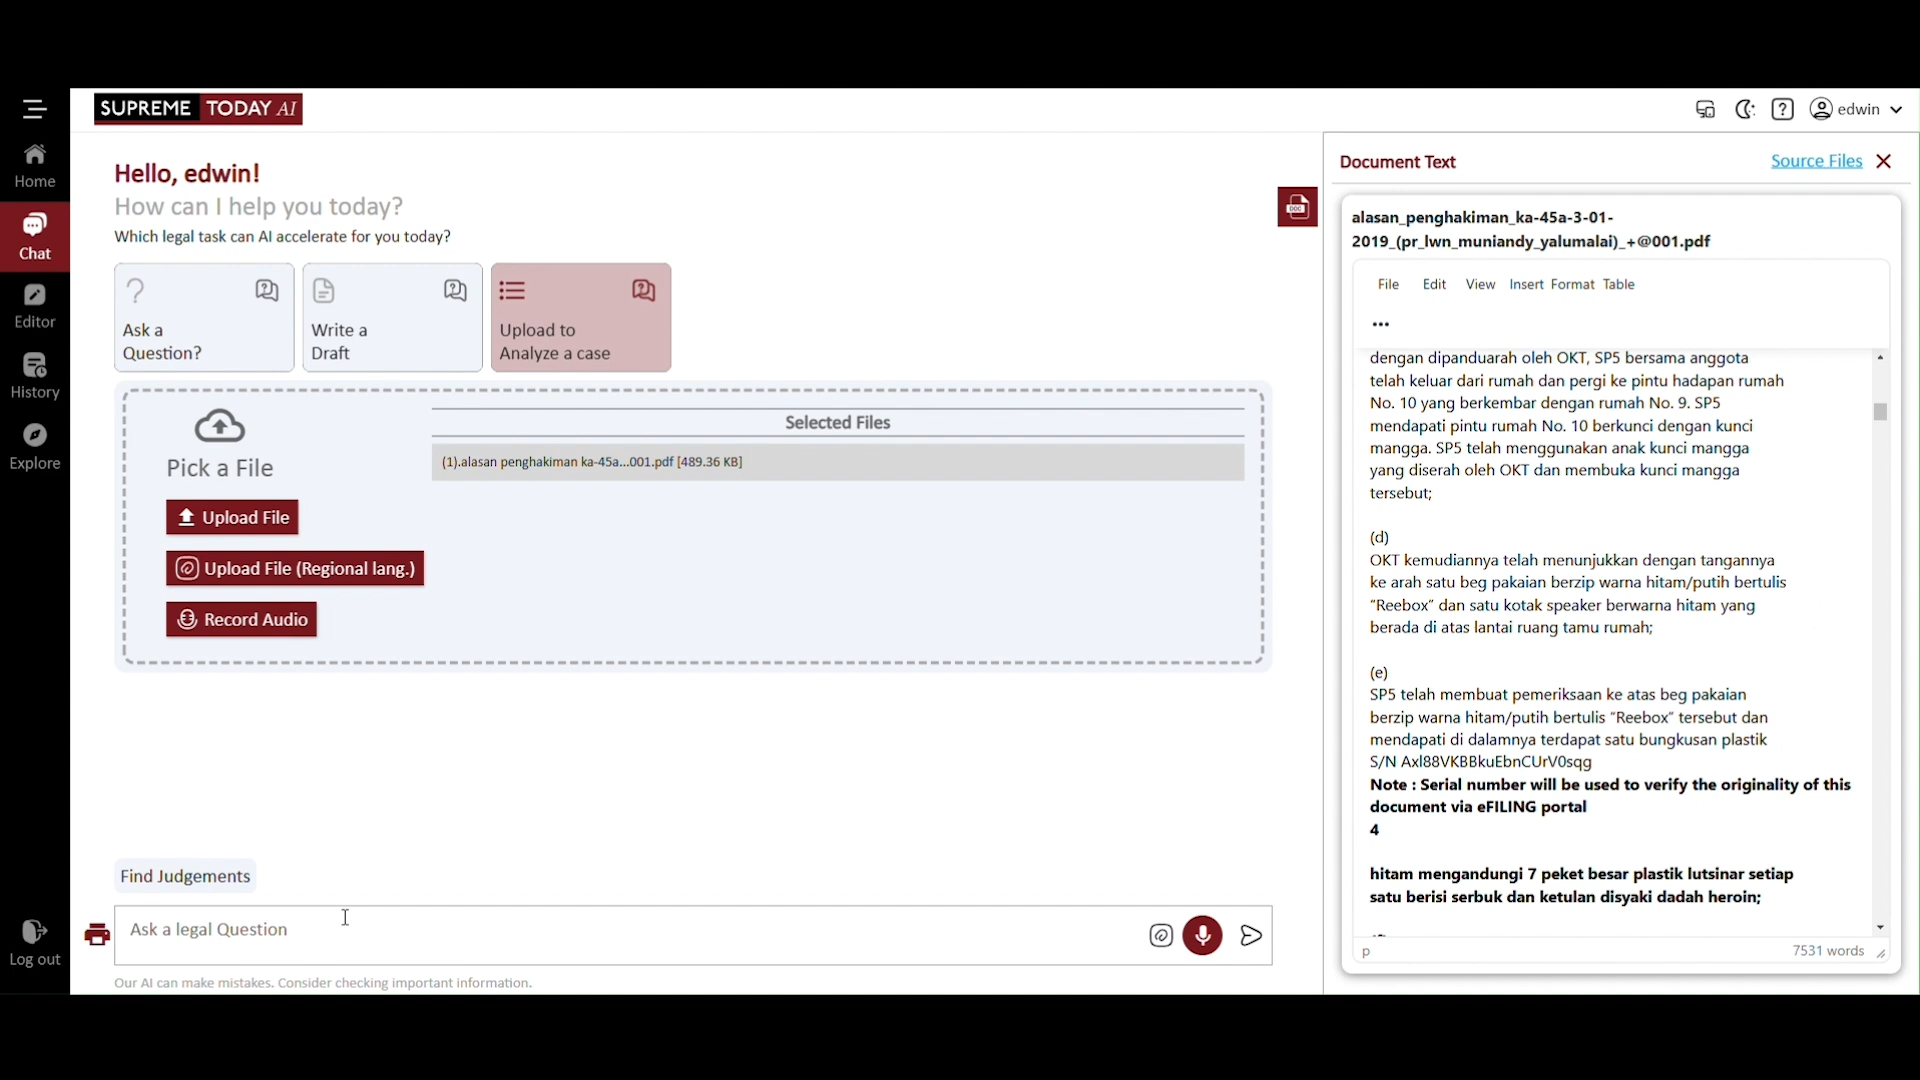 SUPREME TODAY AI
edwin
Home
Chat
Editor
History
Explore
Log out
Hello, edwin!
How can I help you today?
Which legal task can AI accelerate for you today?
DOC
Ask a
Question?
Write a
Draft
Upload to
Analyze a case
Pick a File
Upload File
Upload File (Regional lang.)
Record Audio
Selected Files
(1).alasan penghakiman ka-45a...001.pdf [489.36 KB]
Find Judgements
Ask a legal Question
Our AI can make mistakes. Consider checking important information.
Document Text
Source Files
alasan_penghakiman_ka-45a-3-01-
2019_(pr_lwn_muniandy_yalumalai)_+@001.pdf
File Edit View Insert Format Table
...
dengan dipanduarah oleh OKT, SP5 bersama anggota
telah keluar dari rumah dan pergi ke pintu hadapan rumah
No. 10 yang berkembar dengan rumah No. 9. SP5
mendapati pintu rumah No. 10 berkunci dengan kunci
mangga. SP5 telah menggunakan anak kunci mangga
yang diserah oleh OKT dan membuka kunci mangga
tersebut;
(d)
OKT kemudiannya telah menunjukkan dengan tangannya
ke arah satu beg pakaian berzip warna hitam/putih bertulis
"Reebox" dan satu kotak speaker berwarna hitam yang
berada di atas lantai ruang tamu rumah;
(e)
SP5 telah membuat pemeriksaan ke atas beg pakaian
berzip warna hitam/putih bertulis "Reebox" tersebut dan
mendapati di dalamnya terdapat satu bungkusan plastik
S/N AxI88VKBBkuEbnCUrV0sqg
Note : Serial number will be used to verify the originality of this
document via eFILING portal
4
hitam mengandungi 7 peket besar plastik lutsinar setiap
satu berisi serbuk dan ketulan disyaki dadah heroin;
p
7531 words